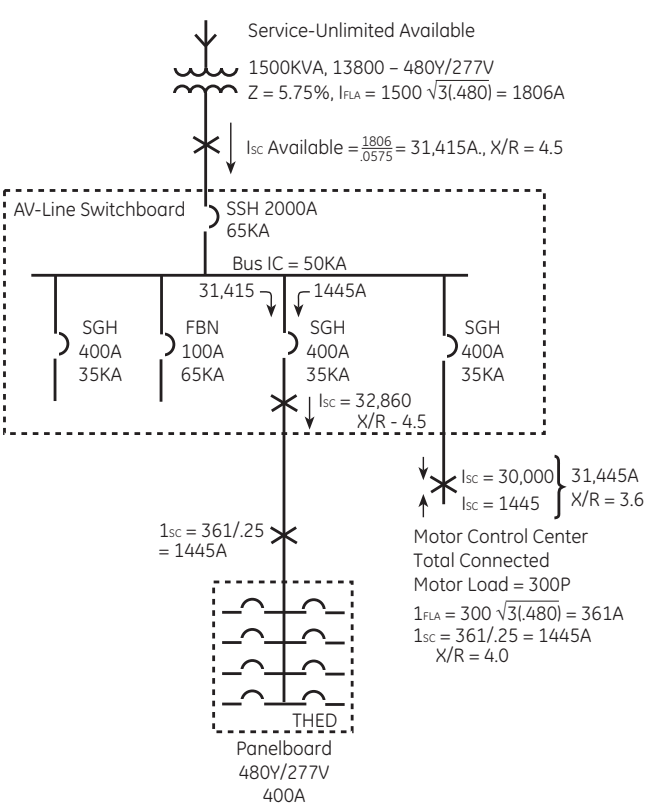 Service-Unlimited Available
1500KVA, 13800 – 480Y/277V
Z = 5.75%, IFLA = 1500 √3(.480) = 1806A
Isc Available = 1806/.0575 = 31,415A., X/R = 4.5
AV-Line Switchboard
SSH 2000A
65KA
Bus IC = 50KA
31,415
1445A
SGH
400A
35KA
FBN
100A
65KA
SGH
400A
35KA
SGH
400A
35KA
Isc = 32,860
X/R - 4.5
Isc = 30,000
Isc = 1445
31,445A
X/R = 3.6
1sc = 361/.25
= 1445A
Motor Control Center
Total Connected
Motor Load = 300P
1FLA = 300 √3(.480) = 361A
1sc = 361/.25 = 1445A
X/R = 4.0
THED
Panelboard
480Y/277V
400A